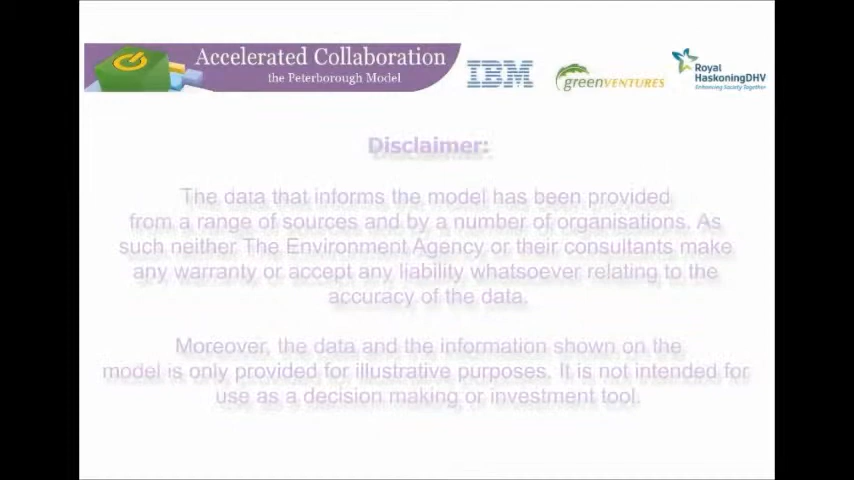 Accelerated Collaboration
the Peterborough Model
IBM
greenVENTURES
Royal
HaskoningDHV
Enhancing Society Together
Disclaimer:
The data that informs the model has been provided
from a range of sources and by a number of organisations. As
such neither The Environment Agency or their consultants make
any warranty or accept any liability whatsoever relating to the
accuracy of the data.
Moreover, the data and the information shown on the
model is only provided for illustrative purposes. It is not intended for
use as a decision making or investment tool.